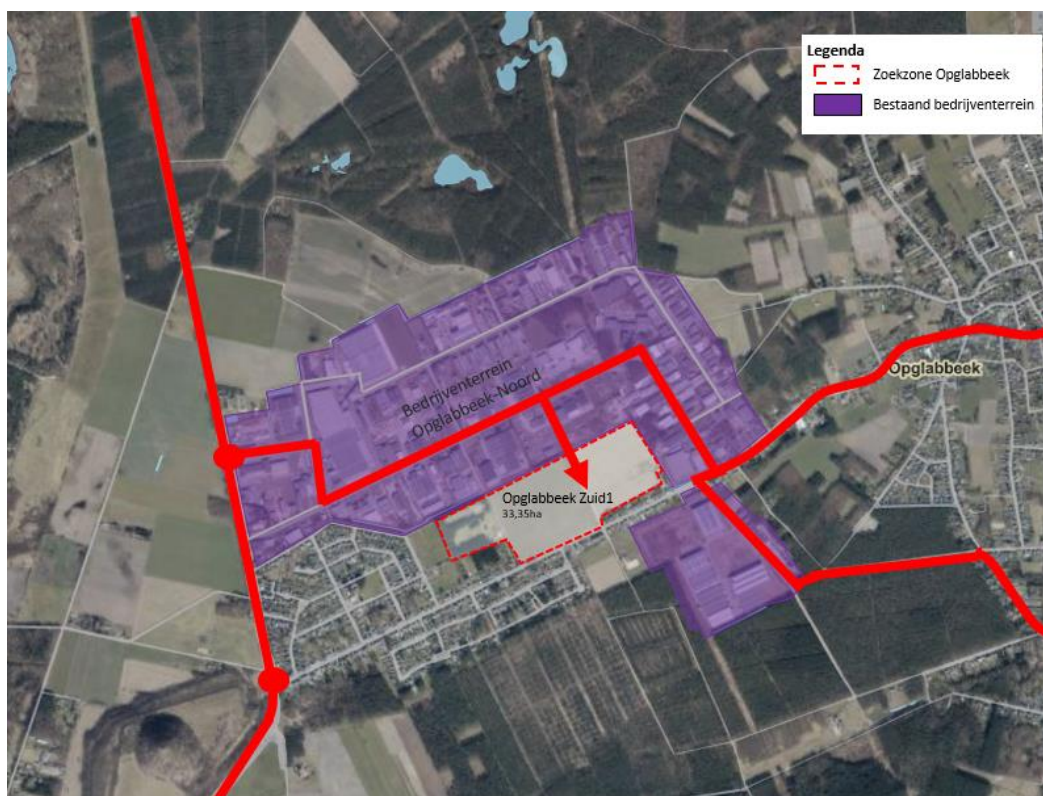 Legenda
Zoekzone Opglabbeek
Bestaand bedrijventerrein
Bedrijventerrein
Opglabbeek-Noord
Opglabbeek
Opglabbeek Zuid1
33,35ha